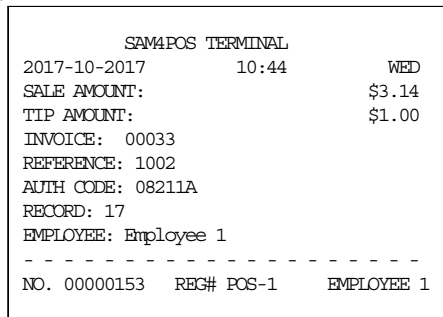 SAM4POS TERMINAL
2017-10-2017 10:44 WED
SALE AMOUNT: $3.14
TIP AMOUNT: $1.00
INVOICE: 00033
REFERENCE: 1002
AUTH CODE: 08211A
RECORD: 17
EMPLOYEE: Employee 1
- - - - - - - - - - - - - - - - - - - -
NO. 00000153 REG# POS-1 EMPLOYEE 1